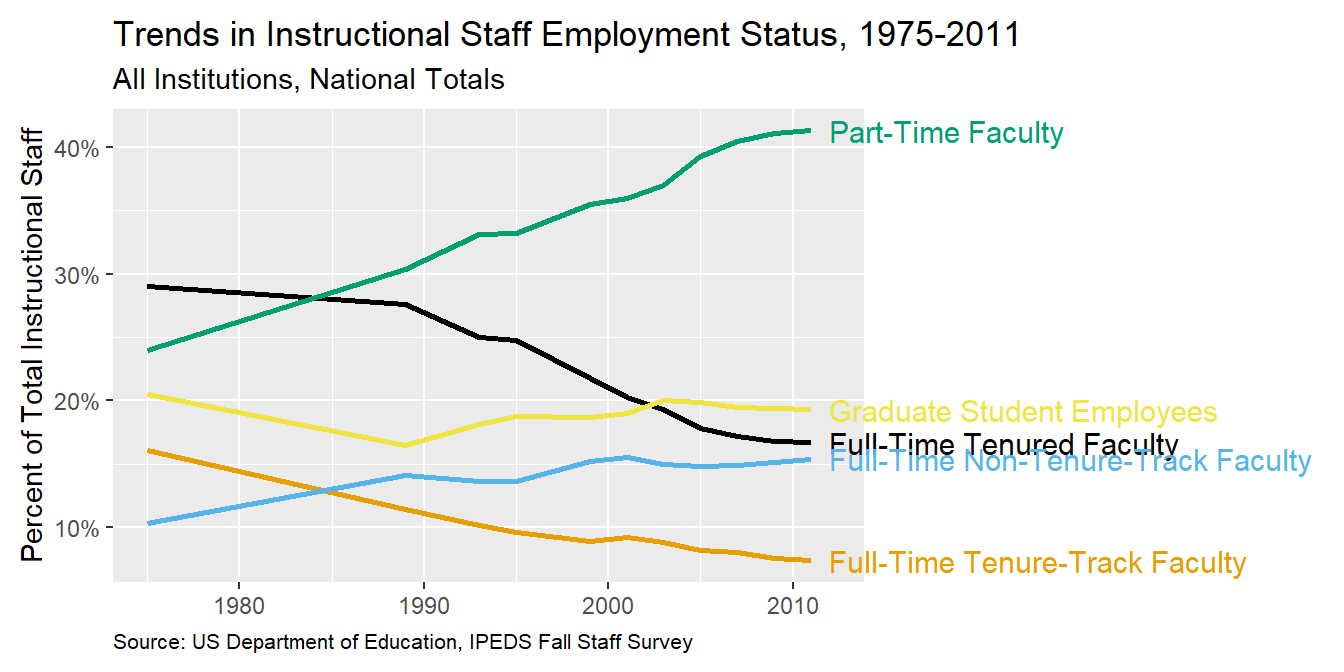 Trends in Instructional Staff Employment Status, 1975-2011
All Institutions, National Totals
Percent of Total Instructional Staff
40%
30%
20%
10%
Part-Time Faculty
Graduate Student Employees
Full-Time Tenured Faculty
Full-Time Non-Tenure-Track Faculty
Full-Time Tenure-Track Faculty
1980 1990 2000 2010
Source: US Department of Education, IPEDS Fall Staff Survey